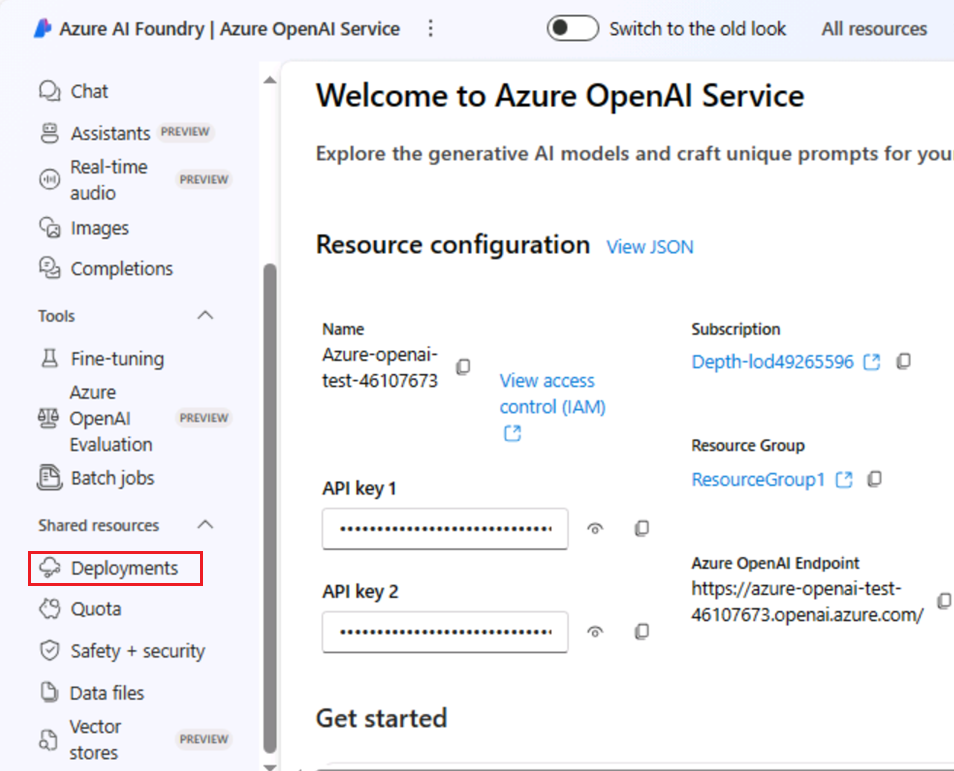 Azure AI Foundry | Azure OpenAI Service
Switch to the old look
All resources
Chat
Assistants PREVIEW
Real-time
audio
PREVIEW
Images
Completions
Tools
Fine-tuning
Azure
OpenAI
Evaluation
PREVIEW
Batch jobs
Shared resources
Deployments
Quota
Safety + security
Data files
Vector
stores
PREVIEW
Welcome to Azure OpenAI Service
Explore the generative AI models and craft unique prompts for your
Resource configuration View JSON
Name
Azure-openai-
test-46107673
View access
control (IAM)
Subscription
Depth-lod49265596
Resource Group
ResourceGroup1
API key 1
API key 2
Azure OpenAI Endpoint
https://azure-openai-test-
46107673.openai.azure.com/
Get started